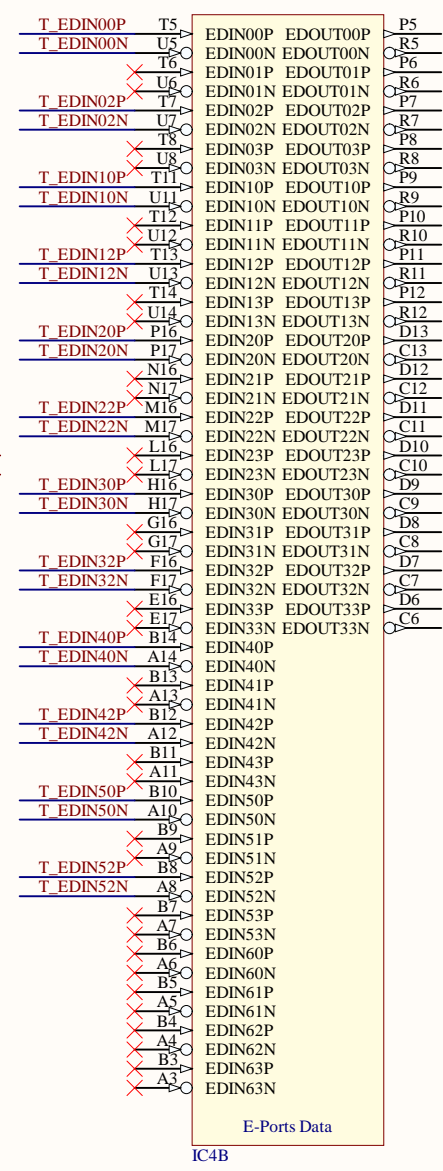 T_EDIN00P T5 EDIN00P EDOUT00P P5
T_EDIN00N U5 EDIN00N EDOUT00N R5
T6 EDIN01P EDOUT01P P6
U6 EDIN01N EDOUT01N R6
T_EDIN02P T7 EDIN02P EDOUT02P P7
T_EDIN02N U7 EDIN02N EDOUT02N R7
T8 EDIN03P EDOUT03P P8
U8 EDIN03N EDOUT03N R8
T_EDIN10P T11 EDIN10P EDOUT10P P9
T_EDIN10N U11 EDIN10N EDOUT10N R9
T12 EDIN11P EDOUT11P P10
U12 EDIN11N EDOUT11N R10
T_EDIN12P T13 EDIN12P EDOUT12P P11
T_EDIN12N U13 EDIN12N EDOUT12N R11
T14 EDIN13P EDOUT13P P12
U14 EDIN13N EDOUT13N R12
T_EDIN20P P16 EDIN20P EDOUT20P D13
T_EDIN20N P17 EDIN20N EDOUT20N C13
N16 EDIN21P EDOUT21P D12
N17 EDIN21N EDOUT21N C12
T_EDIN22P M16 EDIN22P EDOUT22P D11
T_EDIN22N M17 EDIN22N EDOUT22N C11
L16 EDIN23P EDOUT23P D10
L17 EDIN23N EDOUT23N C10
T_EDIN30P H16 EDIN30P EDOUT30P D9
T_EDIN30N H17 EDIN30N EDOUT30N C9
G16 EDIN31P EDOUT31P D8
G17 EDIN31N EDOUT31N C8
T_EDIN32P F16 EDIN32P EDOUT32P D7
T_EDIN32N F17 EDIN32N EDOUT32N C7
E16 EDIN33P EDOUT33P D6
E17 EDIN33N EDOUT33N C6
T_EDIN40P B14 EDIN40P
T_EDIN40N A14 EDIN40N
B13 EDIN41P
A13 EDIN41N
T_EDIN42P B12 EDIN42P
T_EDIN42N A12 EDIN42N
B11 EDIN43P
A11 EDIN43N
T_EDIN50P B10 EDIN50P
T_EDIN50N A10 EDIN50N
B9 EDIN51P
A9 EDIN51N
T_EDIN52P B8 EDIN52P
T_EDIN52N A8 EDIN52N
B7 EDIN53P
A7 EDIN53N
B6 EDIN60P
A6 EDIN60N
B5 EDIN61P
A5 EDIN61N
B4 EDIN62P
A4 EDIN62N
B3 EDIN63P
A3 EDIN63N
E-Ports Data
IC4B